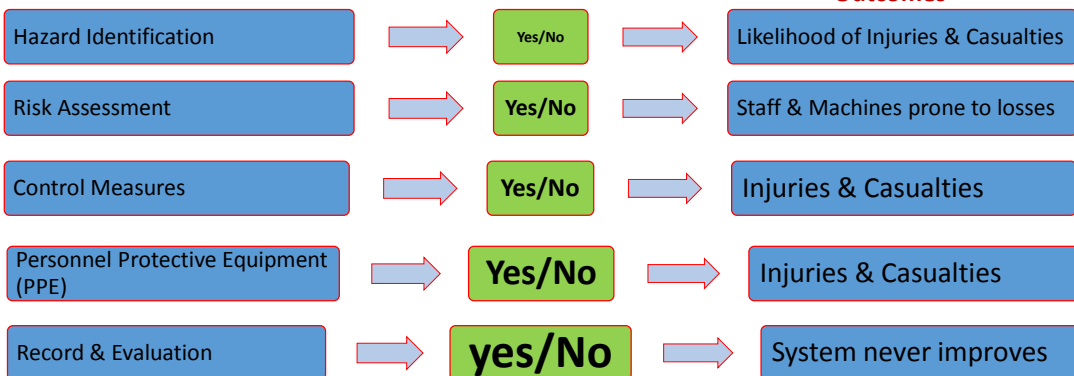 Outcomes
Hazard Identification Yes/No Likelihood of Injuries & Casualties
Risk Assessment Yes/No Staff & Machines prone to losses
Control Measures Yes/No Injuries & Casualties
Personnel Protective Equipment
(PPE) Yes/No Injuries & Casualties
Record & Evaluation yes/No System never improves